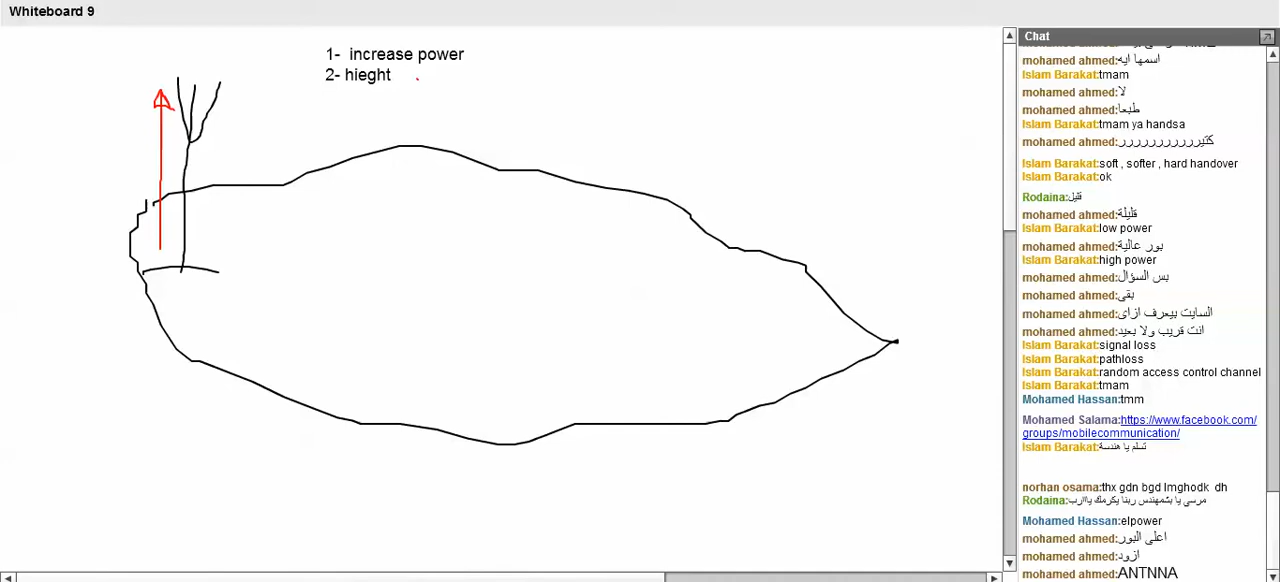 Whiteboard 9
1- increase power
2- hieght
Chat
mohamed ahmed:اسمها ايه
Islam Barakat:tmam
mohamed ahmed:لا
mohamed ahmed:طبعا
Islam Barakat:tmam ya handsa
mohamed ahmed:كتيرررررررررررر
Islam Barakat:soft , softer , hard handover
Islam Barakat:ok
Rodaina:قليل
mohamed ahmed:قليلة
Islam Barakat:low power
mohamed ahmed:بور عالية
Islam Barakat:high power
mohamed ahmed:بس السؤال
mohamed ahmed:بقى
mohamed ahmed:السايت بيعرف ازاى
mohamed ahmed:انت قريب ولا بعيد
Islam Barakat:signal loss
Islam Barakat:pathloss
Islam Barakat:random access control channel
Islam Barakat:tmam
Mohamed Hassan:tmm
Mohamed Salama:https://www.facebook.com/
groups/mobilecommunication/
Islam Barakat:تسلم يا هندسة
norhan osama:thx gdn bgd lmghodk dh
Rodaina:مرسى يا بشمهندس ربنا يكرمك يااارب
Mohamed Hassan:elpower
mohamed ahmed:اعلى البور
mohamed ahmed:ازود
mohamed ahmed:ANTNNA